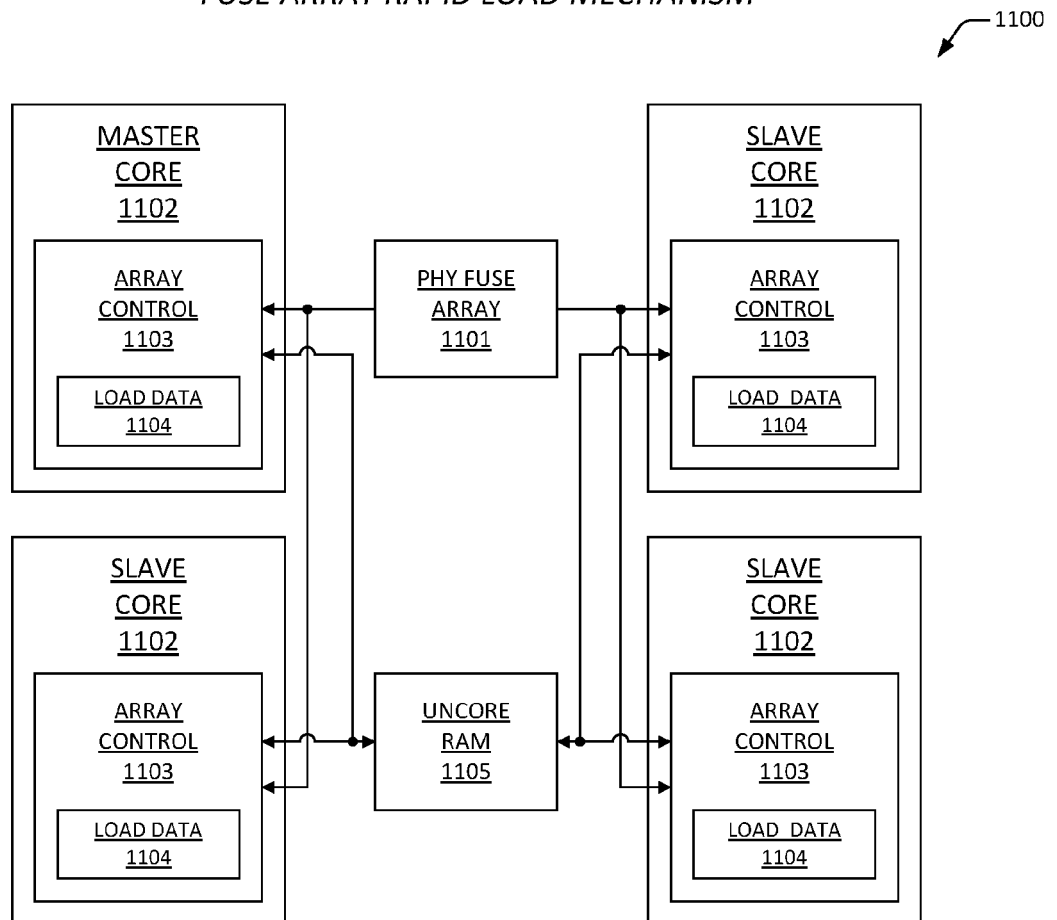 FUSE ARRAY RAPID LOAD MECHANISM
1100
MASTER
CORE
1102
ARRAY
CONTROL
1103
LOAD DATA
1104
PHY FUSE
ARRAY
1101
SLAVE
CORE
1102
ARRAY
CONTROL
1103
LOAD DATA
1104
SLAVE
CORE
1102
ARRAY
CONTROL
1103
LOAD DATA
1104
UNCORE
RAM
1105
SLAVE
CORE
1102
ARRAY
CONTROL
1103
LOAD DATA
1104